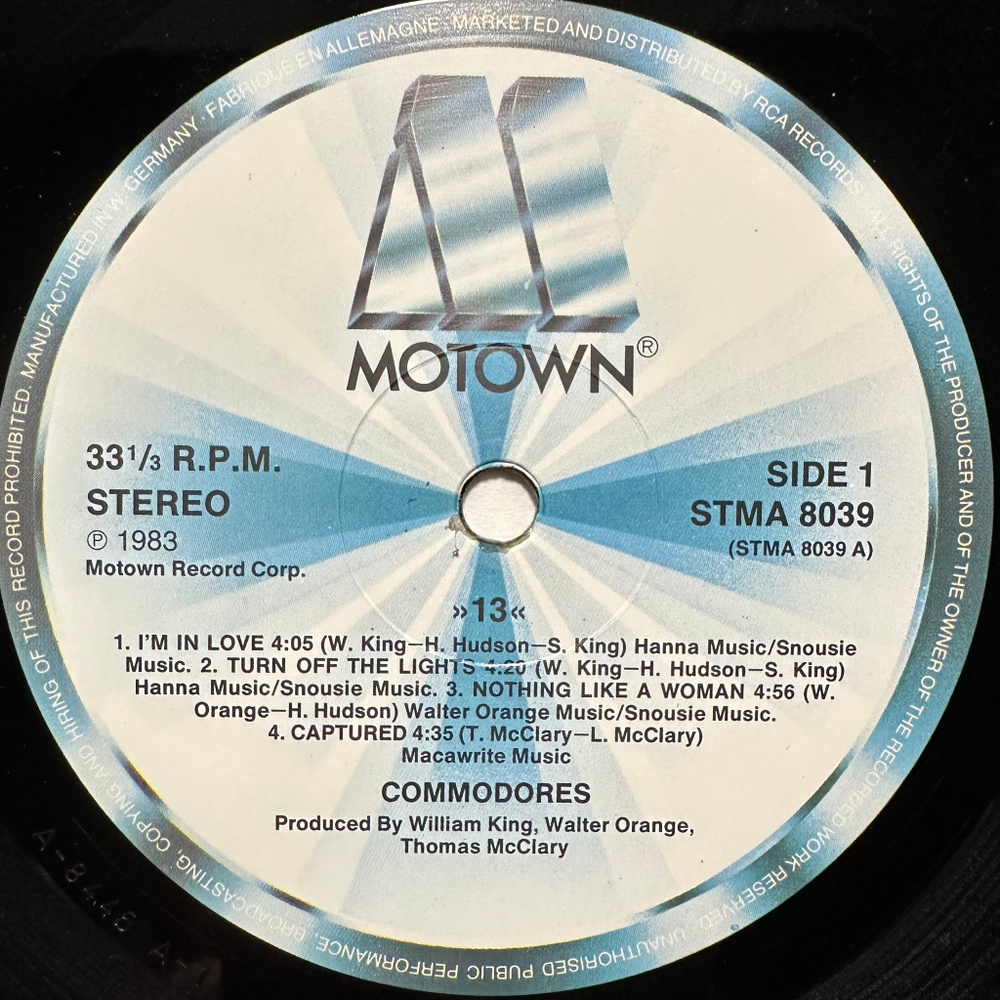 MANUFACTURED IN W. GERMANY · FABRIQUE EN ALLEMAGNE · MARKETED AND DISTRIBUTED BY RCA RECORDS · ALL RIGHTS OF THE PRODUCER AND OF THE OWNER OF THE RECORDED WORK RESERVED · UNAUTHORISED PUBLIC PERFORMANCE, BROADCASTING, COPYING AND HIRING OF THIS RECORD PROHIBITED.
MOTOWN®
33 1/3 R.P.M.
STEREO
℗ 1983
Motown Record Corp.
SIDE 1
STMA 8039
(STMA 8039 A)
»13«
1. I'M IN LOVE 4:05 (W. King–H. Hudson–S. King) Hanna Music/Snousie
Music. 2. TURN OFF THE LIGHTS 4:20 (W. King–H. Hudson–S. King)
Hanna Music/Snousie Music. 3. NOTHING LIKE A WOMAN 4:56 (W.
Orange–H. Hudson) Walter Orange Music/Snousie Music.
4. CAPTURED 4:35 (T. McClary–L. McClary)
Macawrite Music
COMMODORES
Produced By William King, Walter Orange,
Thomas McClary